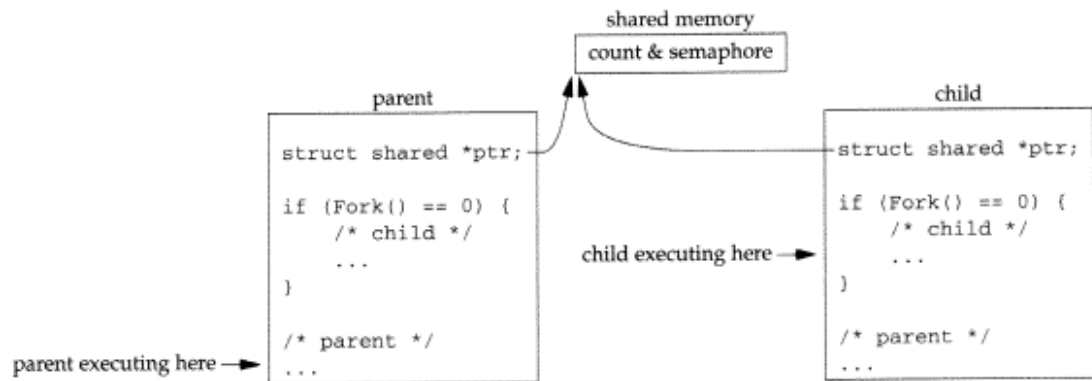 shared memory
count & semaphore
parent
struct shared *ptr;
if (Fork() == 0) {
/* child */
...
}
/* parent */
...
parent executing here
child
struct shared *ptr;
if (Fork() == 0) {
/* child */
...
}
/* parent */
...
child executing here